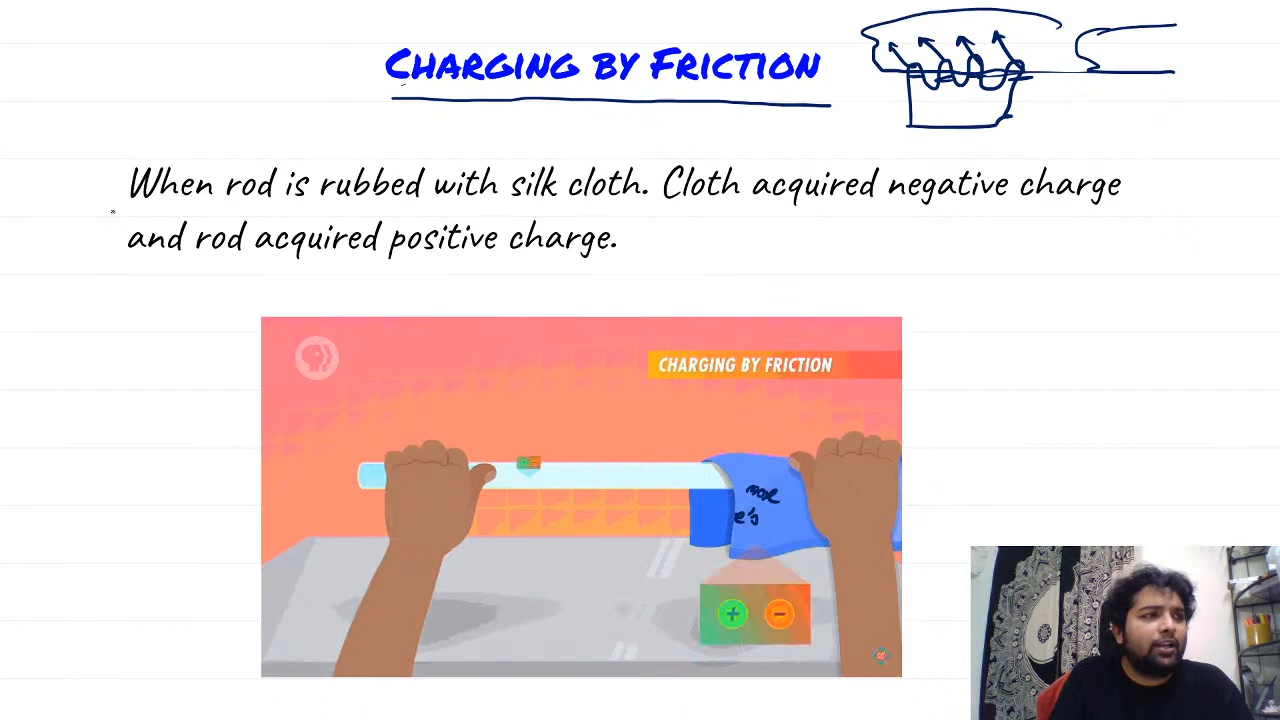 CHARGING BY FRICTION
When rod is rubbed with silk cloth. Cloth acquired negative charge
and rod acquired positive charge.
CHARGING BY FRICTION
more
e's
+ −